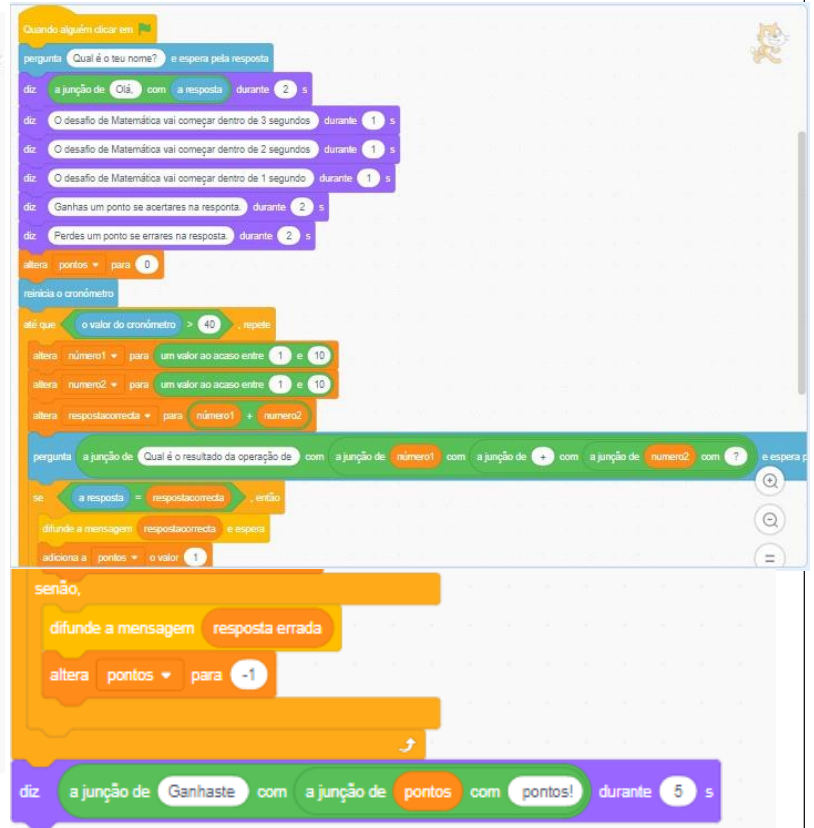 Quando alguém clicar em
pergunta Qual é o teu nome? e espera pela resposta
diz a junção de Olá, com a resposta durante 2 s
diz O desafio de Matemática vai começar dentro de 3 segundos durante 1 s
diz O desafio de Matemática vai começar dentro de 2 segundos durante 1 s
diz O desafio de Matemática vai começar dentro de 1 segundo durante 1 s
diz Ganhas um ponto se acertares na responta. durante 2 s
diz Perdes um ponto se errares na resposta. durante 2 s
altera pontos para 0
reinicia o cronómetro
até que o valor do cronómetro > 40 , repete
altera número1 para um valor ao acaso entre 1 e 10
altera numero2 para um valor ao acaso entre 1 e 10
altera respostacorrecta para número1 + numero2
pergunta a junção de Qual é o resultado da operação de com a junção de número1 com a junção de + com a junção de numero2 com ? e espera p
se a resposta = respostacorrecta , então
difunde a mensagem respostacorrecta e espera
adiciona a pontos o valor 1
senão,
difunde a mensagem resposta errada
altera pontos para -1
diz a junção de Ganhaste com a junção de pontos com pontos! durante 5 s